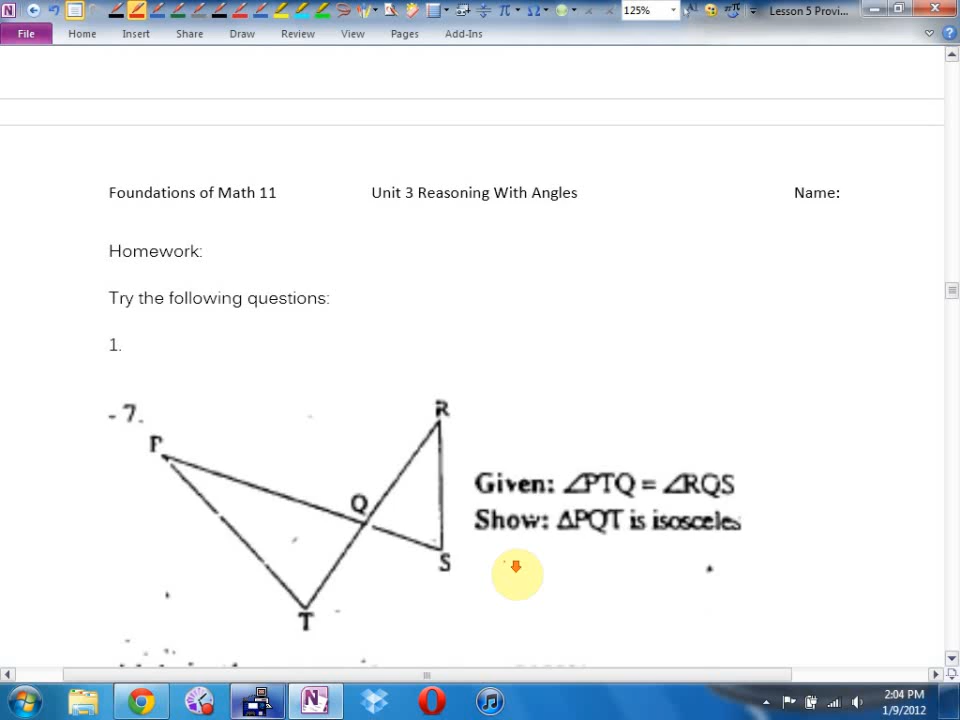 125%
Lesson 5 Provi...
File Home Insert Share Draw Review View Pages Add-Ins
Foundations of Math 11 Unit 3 Reasoning With Angles Name:
Homework:
Try the following questions:
1.
- 7.
R
P
Q
Given: ∠PTQ = ∠RQS
Show: ΔPQT is isosceles
S
T
2:04 PM
1/9/2012